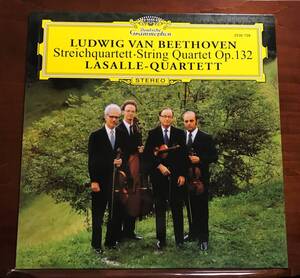 Deutsche
Grammophon
LUDWIG VAN BEETHOVEN
Streichquartett·String Quartet Op.132
LASALLE-QUARTETT
STEREO